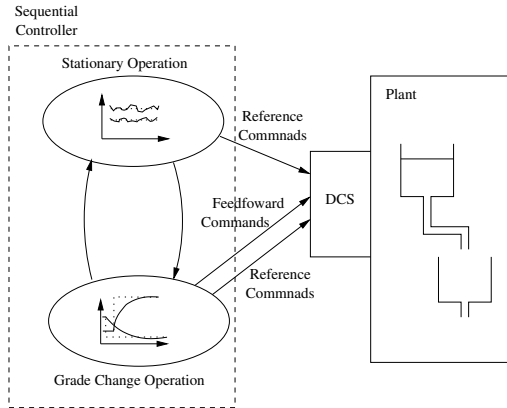 Sequential
Controller
Stationary Operation
Reference
Commnads
Plant
DCS
Feedfoward
Commands
Reference
Commnads
Grade Change Operation